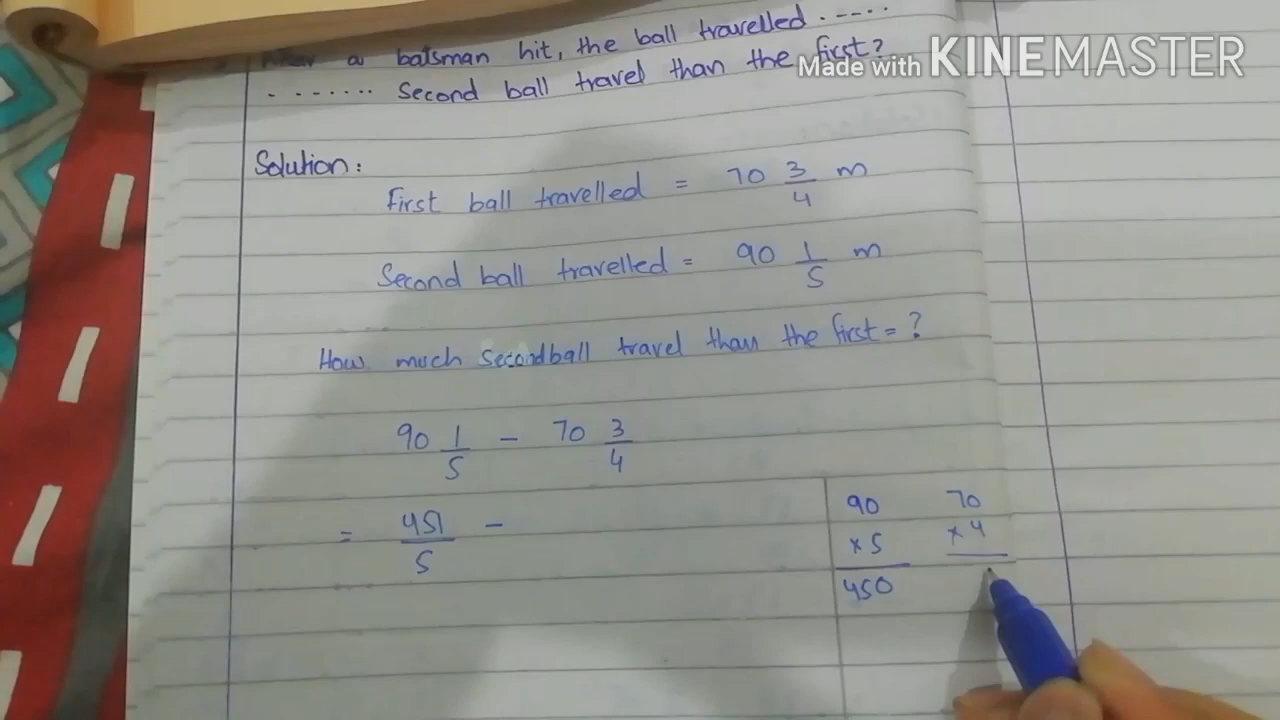 a batsman hit, the ball travelled .----.
.------- Second ball travel than the first?
Made with KINEMASTER
Solution:
First ball travelled = 70 3/4 m
Second ball travelled = 90 1/5 m
How much Second ball travel than the first = ?
90 1/5 - 70 3/4
= 451/5 -
90 70
×5 ×4
450